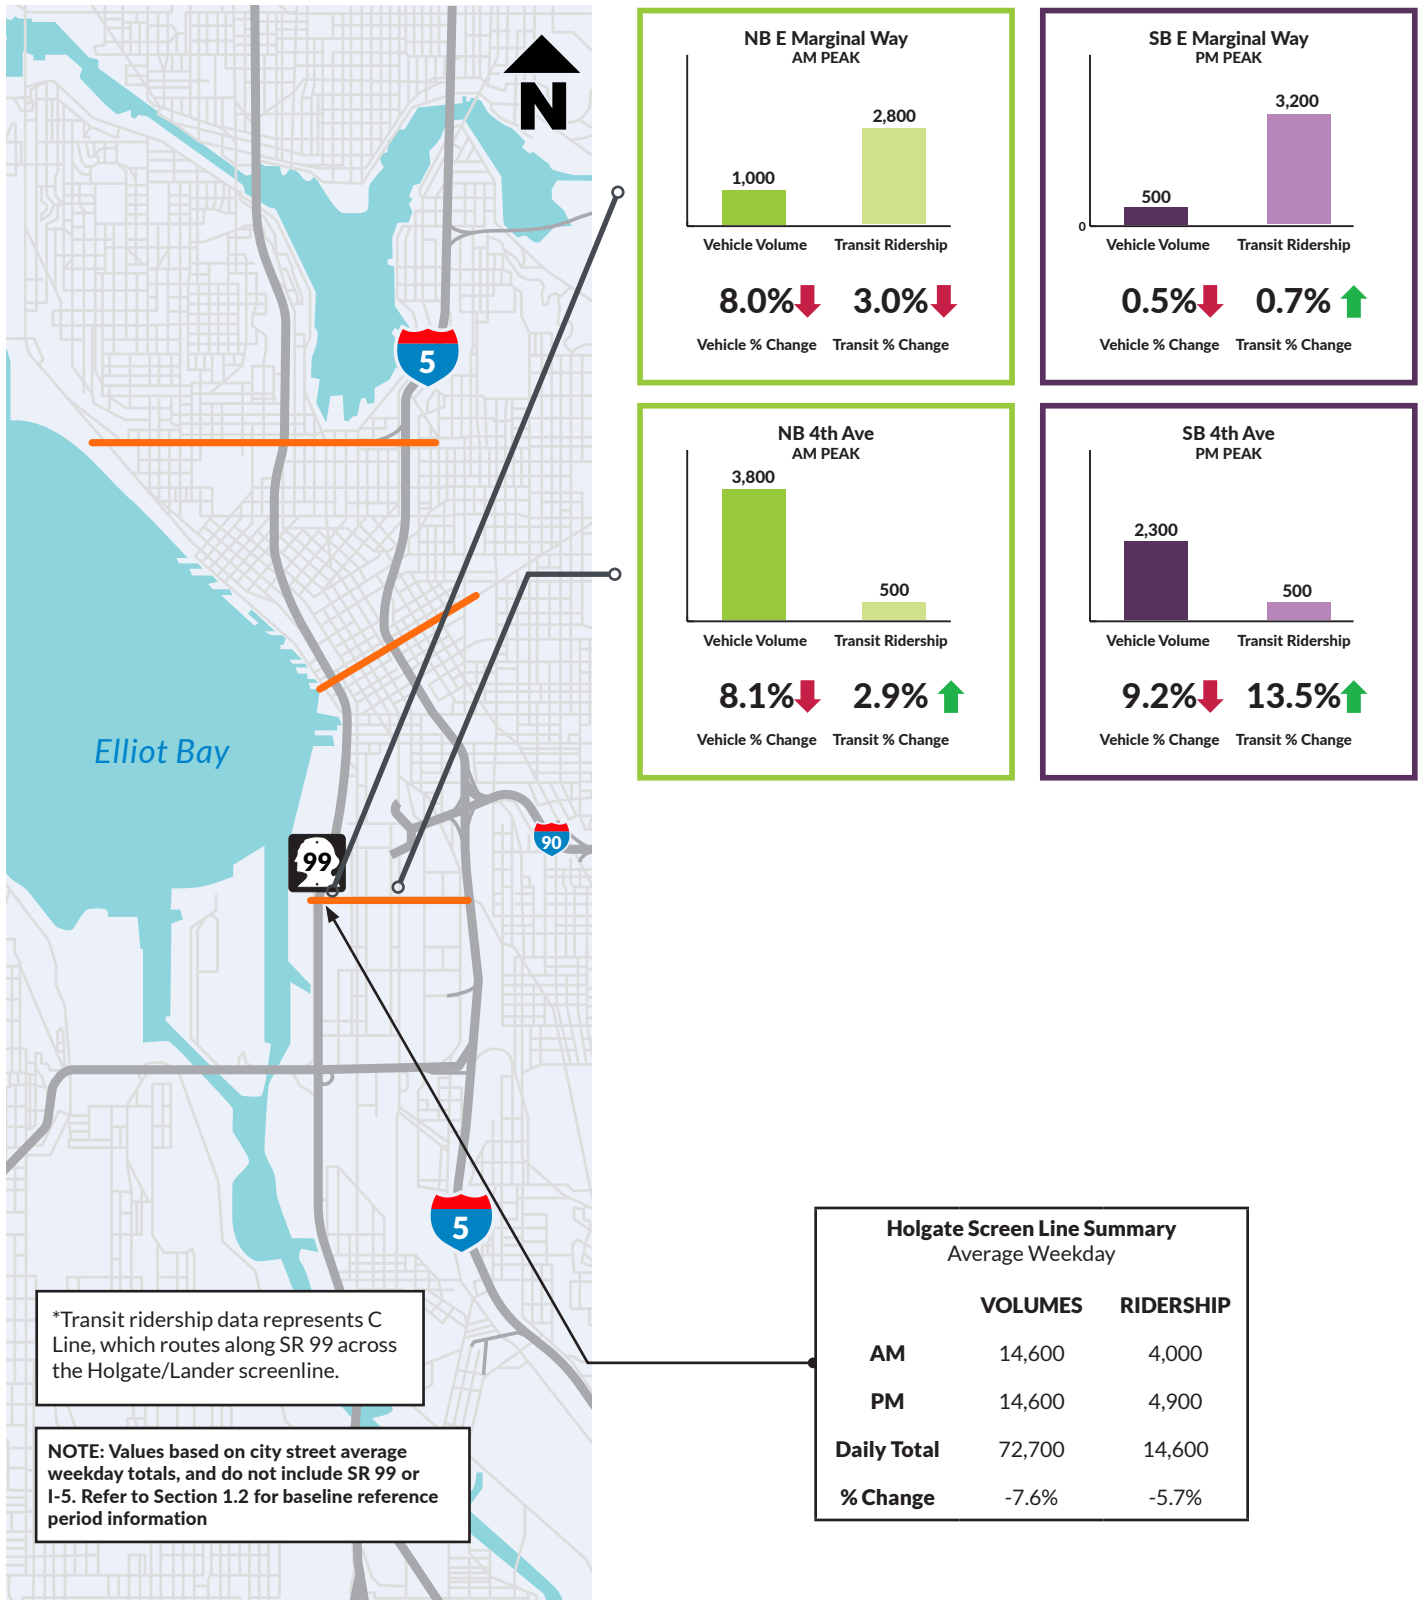 N
5
Elliot Bay
99
90
5
*Transit ridership data represents C
Line, which routes along SR 99 across
the Holgate/Lander screenline.
NOTE: Values based on city street average
weekday totals, and do not include SR 99 or
I-5. Refer to Section 1.2 for baseline reference
period information
NB E Marginal Way
AM PEAK
1,000
2,800
Vehicle Volume Transit Ridership
8.0% 3.0%
Vehicle % Change Transit % Change
SB E Marginal Way
PM PEAK
500
3,200
0
Vehicle Volume Transit Ridership
0.5% 0.7%
Vehicle % Change Transit % Change
NB 4th Ave
AM PEAK
3,800
500
Vehicle Volume Transit Ridership
8.1% 2.9%
Vehicle % Change Transit % Change
SB 4th Ave
PM PEAK
2,300
500
Vehicle Volume Transit Ridership
9.2% 13.5%
Vehicle % Change Transit % Change
Holgate Screen Line Summary
Average Weekday
VOLUMES RIDERSHIP
AM 14,600 4,000
PM 14,600 4,900
Daily Total 72,700 14,600
% Change -7.6% -5.7%